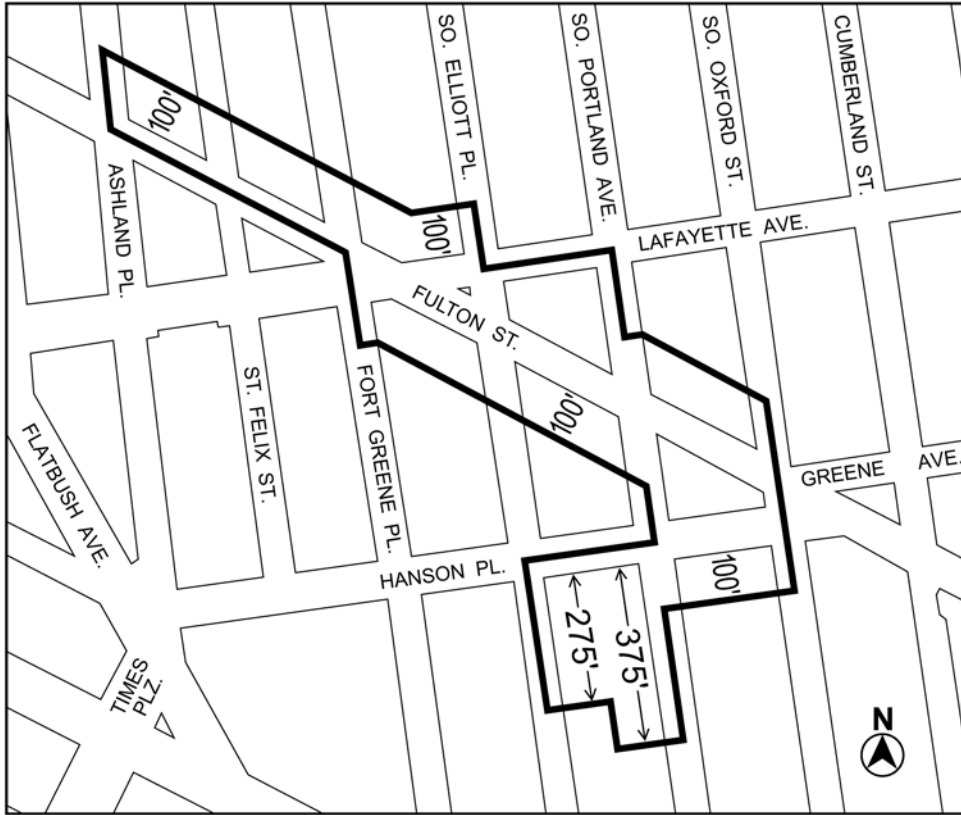 SO. ELLIOTT PL.
SO. PORTLAND AVE.
SO. OXFORD ST.
CUMBERLAND ST.
100'
ASHLAND PL.
100'
LAFAYETTE AVE.
FULTON ST.
ST. FELIX ST.
FORT GREENE PL.
100'
FLATBUSH AVE.
GREENE AVE.
HANSON PL.
100'
275'
375'
TIMES
PLZ.
N